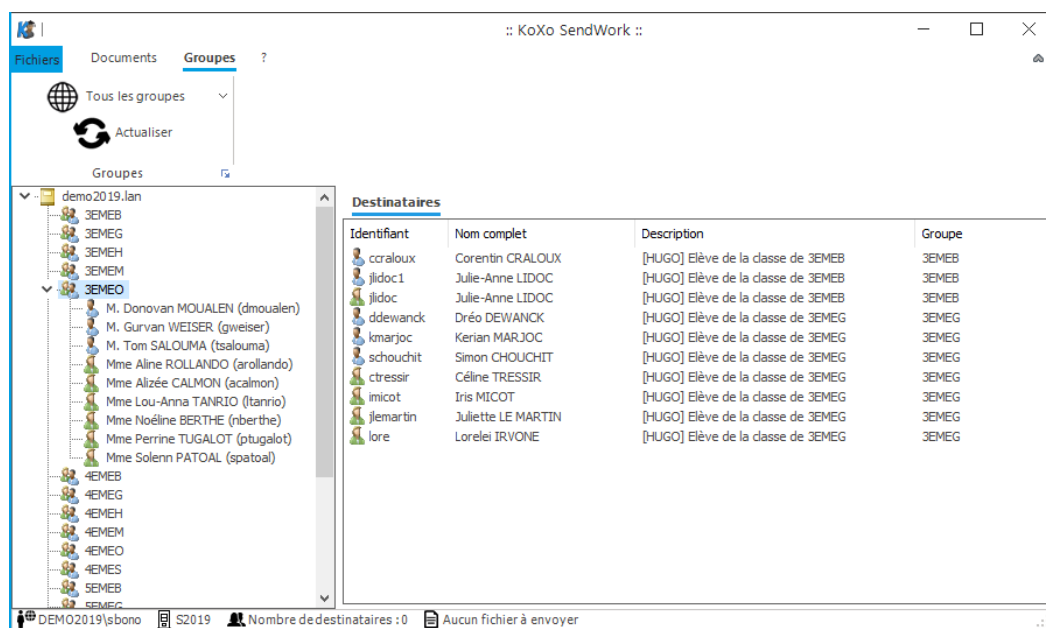 :: KoXo SendWork ::
Fichiers Documents Groupes ?
Tous les groupes
Actualiser
Groupes
demo2019.lan
3EMEB
3EMEG
3EMEH
3EMEM
3EMEO
M. Donovan MOUALEN (dmoualen)
M. Gurvan WEISER (gweiser)
M. Tom SALOUMA (tsalouma)
Mme Aline ROLLANDO (arollando)
Mme Alizée CALMON (acalmon)
Mme Lou-Anna TANRIO (ltanrio)
Mme Noéline BERTHE (nberthe)
Mme Perrine TUGALOT (ptugalot)
Mme Solenn PATOAL (spatoal)
4EMEB
4EMEG
4EMEH
4EMEM
4EMEO
4EMES
5EMEB
5EMEG
Destinataires
Identifiant Nom complet Description Groupe
ccraloux Corentin CRALOUX [HUGO] Elève de la classe de 3EMEB 3EMEB
jlidoc1 Julie-Anne LIDOC [HUGO] Elève de la classe de 3EMEB 3EMEB
jlidoc Julie-Anne LIDOC [HUGO] Elève de la classe de 3EMEB 3EMEB
ddewanck Dréo DEWANCK [HUGO] Elève de la classe de 3EMEG 3EMEG
kmarjoc Kerian MARJOC [HUGO] Elève de la classe de 3EMEG 3EMEG
schouchit Simon CHOUCHIT [HUGO] Elève de la classe de 3EMEG 3EMEG
ctressir Céline TRESSIR [HUGO] Elève de la classe de 3EMEG 3EMEG
imicot Iris MICOT [HUGO] Elève de la classe de 3EMEG 3EMEG
jlemartin Juliette LE MARTIN [HUGO] Elève de la classe de 3EMEG 3EMEG
lore Lorelei IRVONE [HUGO] Elève de la classe de 3EMEG 3EMEG
DEMO2019\sbono S2019 Nombre de destinataires : 0 Aucun fichier à envoyer